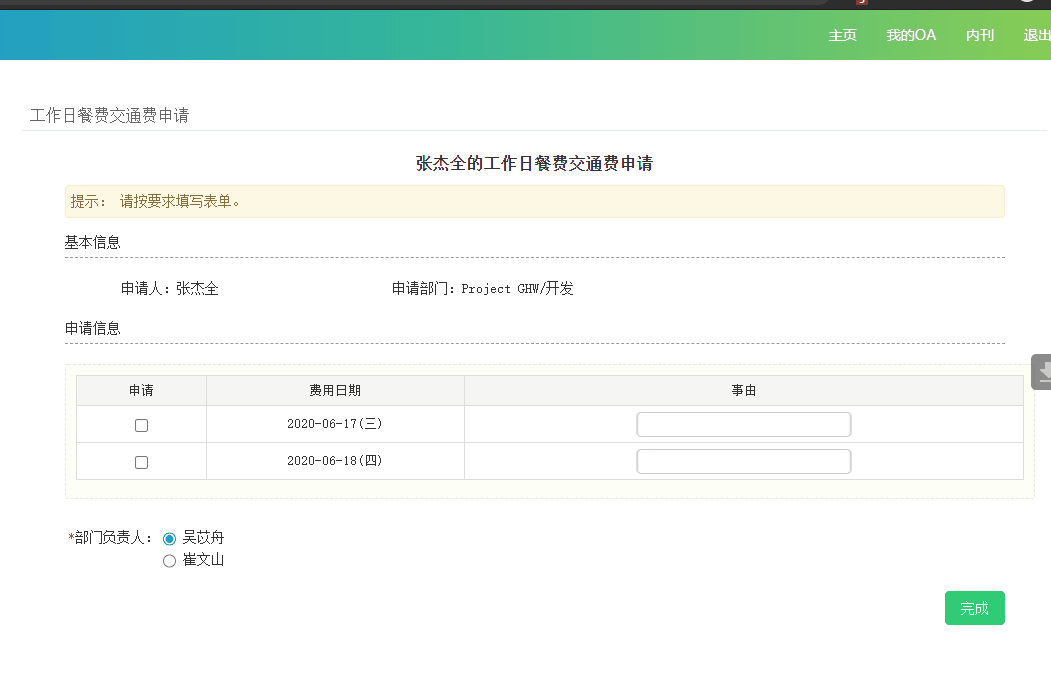 主页 我的OA 内刊 退出
工作日餐费交通费申请
张杰全的工作日餐费交通费申请
提示： 请按要求填写表单。
基本信息
申请人：张杰全 申请部门：Project GHW/开发
申请信息
申请 费用日期 事由
2020-06-17(三)
2020-06-18(四)
*部门负责人： 吴苡舟
崔文山
完成